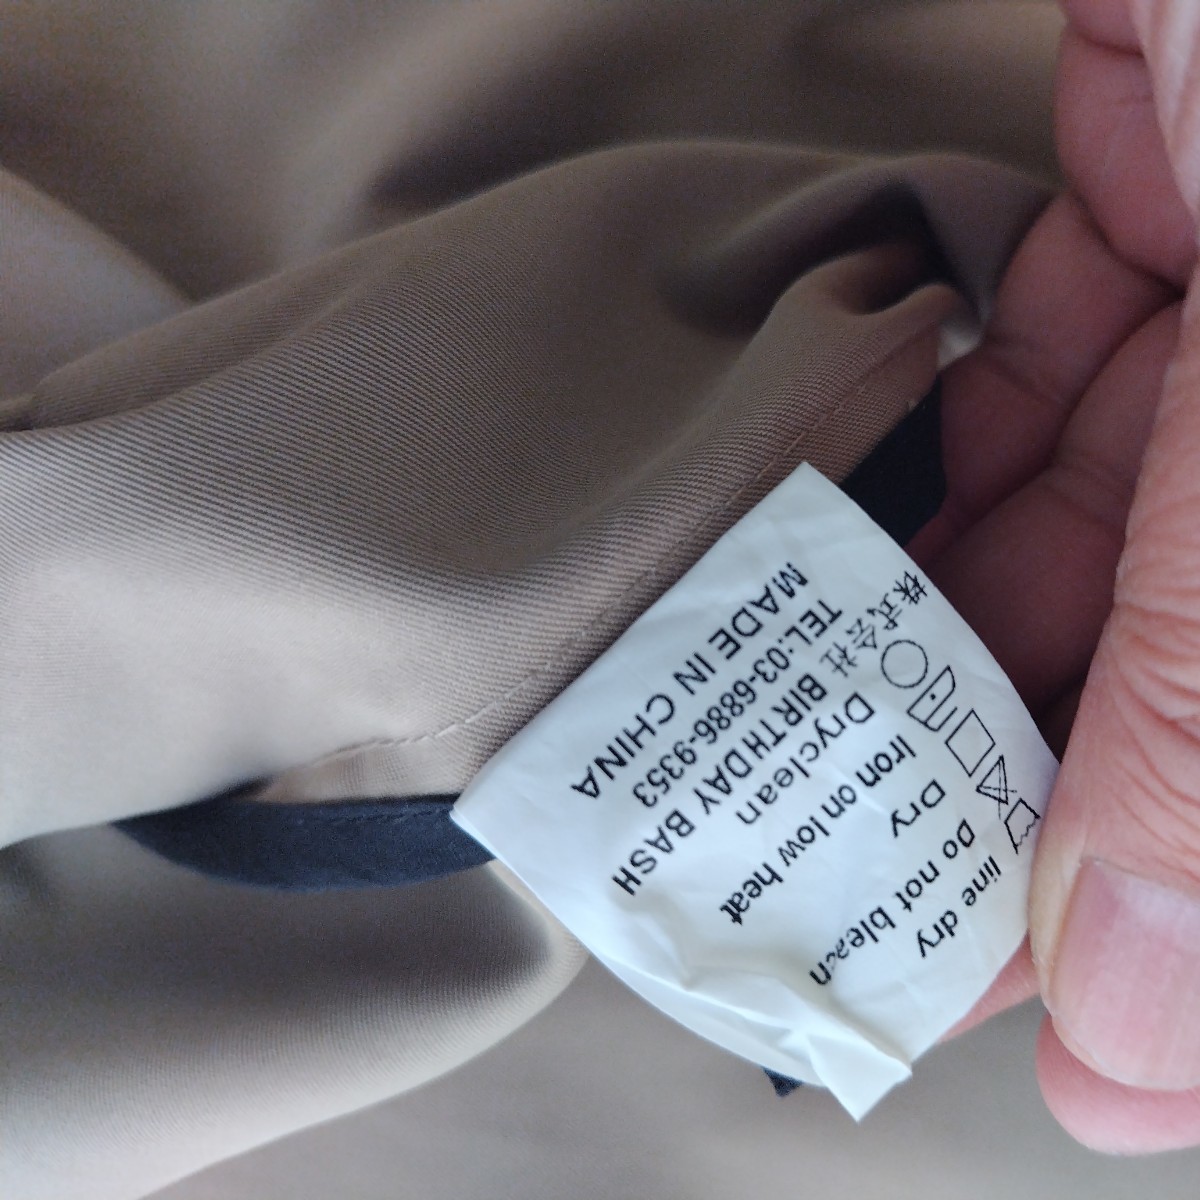 line dry
Do not bleach
Dry
Iron on low heat
Dryclean
株式会社 BIRTHDAY BASH
TEL:03-6886-9353
MADE IN CHINA